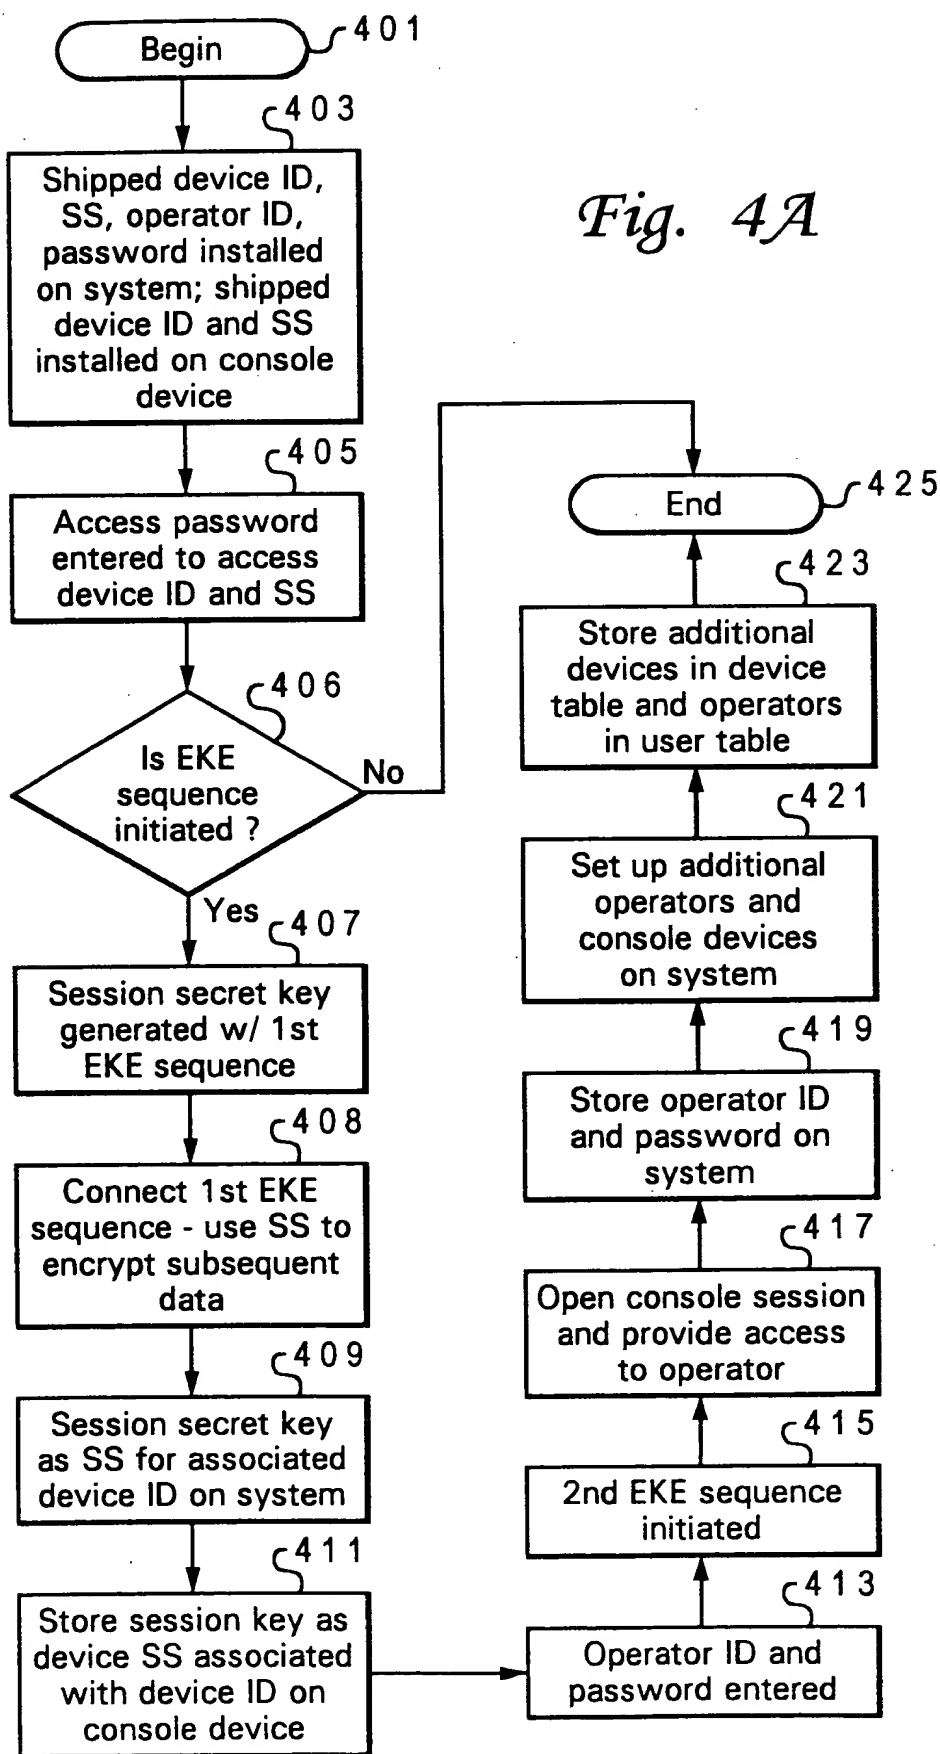 Begin
401
403
Shipped device ID,
SS, operator ID,
password installed
on system; shipped
device ID and SS
installed on console
device
Fig. 4A
405
Access password
entered to access
device ID and SS
406
Is EKE
sequence
initiated ?
No
Yes
407
Session secret key
generated w/ 1st
EKE sequence
408
Connect 1st EKE
sequence - use SS to
encrypt subsequent
data
409
Session secret key
as SS for associated
device ID on system
411
Store session key as
device SS associated
with device ID on
console device
413
Operator ID and
password entered
415
2nd EKE sequence
initiated
417
Open console session
and provide access
to operator
419
Store operator ID
and password on
system
421
Set up additional
operators and
console devices
on system
423
Store additional
devices in device
table and operators
in user table
End
425